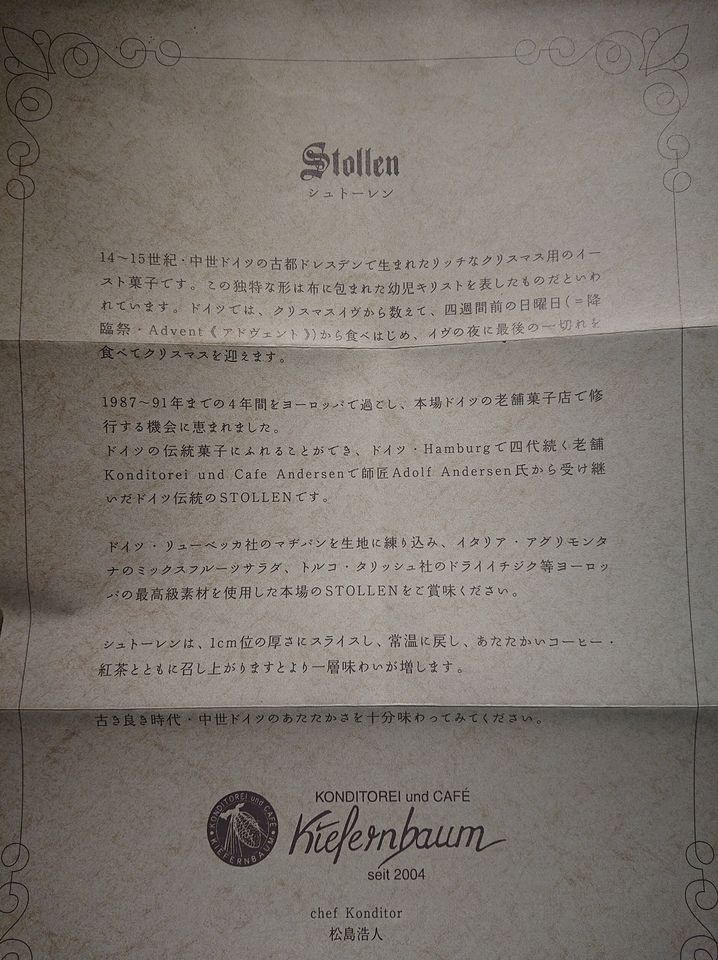 Stollen
シュトーレン
14〜15世紀・中世ドイツの古都ドレスデンで生まれたリッチなクリスマス用のイー
スト菓子です。この独特な形は布に包まれた幼児キリストを表したものだといわ
れています。ドイツでは、クリスマスイヴから数えて、四週間前の日曜日(=降
臨祭・Advent《アドヴェント》)から食べはじめ、イヴの夜に最後の一切れを
食べてクリスマスを迎えます。
1987〜91年までの4年間をヨーロッパで過ごし、本場ドイツの老舗菓子店で修
行する機会に恵まれました。
ドイツの伝統菓子にふれることができ、ドイツ・Hamburgで四代続く老舗
Konditorei und Cafe Andersenで師匠Adolf Andersen氏から受け継
いだドイツ伝統のSTOLLENです。
ドイツ・リューベッカ社のマヂパンを生地に練り込み、イタリア・アグリモンタ
ナのミックスフルーツサラダ、トルコ・タリッシュ社のドライイチジク等ヨーロッ
パの最高級素材を使用した本場のSTOLLENをご賞味ください。
シュトーレンは、1cm位の厚さにスライスし、常温に戻し、あたたかいコーヒー・
紅茶とともに召し上がりますとより一層味わいが増します。
古き良き時代・中世ドイツのあたたかさを十分味わってみてください。
KONDITOREI und CAFE
KIEFERNBAUM
KONDITOREI und CAFÉ
Kiefernbaum
seit 2004
chef Konditor
松島浩人